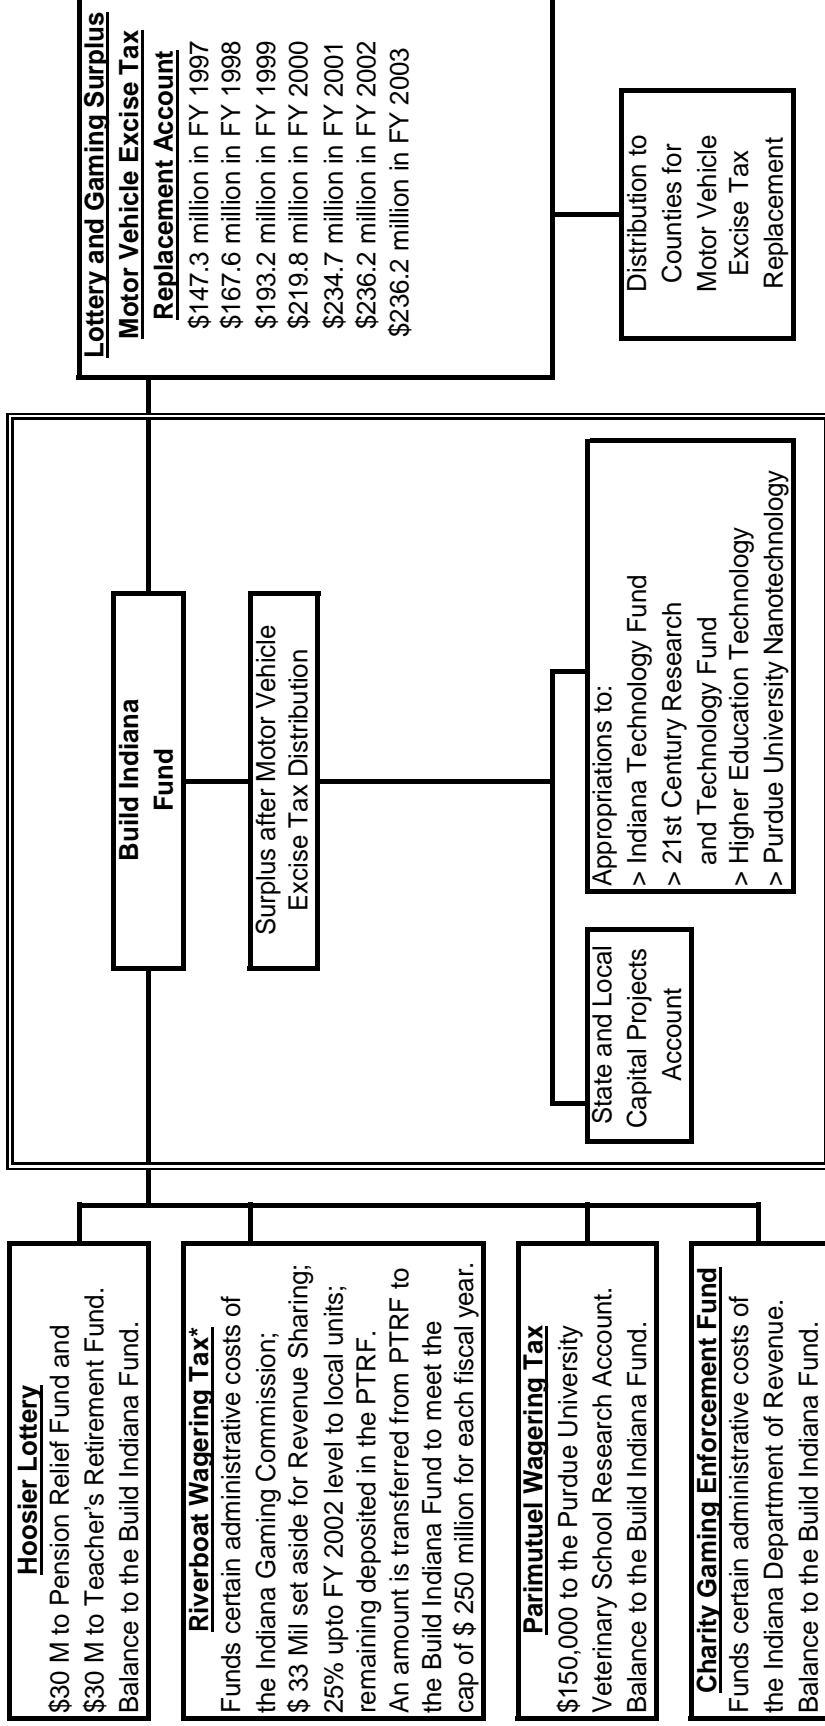 Hoosier Lottery
$30 M to Pension Relief Fund and
$30 M to Teacher's Retirement Fund.
Balance to the Build Indiana Fund.
Riverboat Wagering Tax*
Funds certain administrative costs of
the Indiana Gaming Commission;
$ 33 Mil set aside for Revenue Sharing;
25% upto FY 2002 level to local units;
remaining deposited in the PTRF.
An amount is transferred from PTRF to
the Build Indiana Fund to meet the
cap of $ 250 million for each fiscal year.
Parimutuel Wagering Tax
$150,000 to the Purdue University
Veterinary School Research Account.
Balance to the Build Indiana Fund.
Charity Gaming Enforcement Fund
Funds certain administrative costs of
the Indiana Department of Revenue.
Balance to the Build Indiana Fund.
Build Indiana
Fund
Surplus after Motor Vehicle
Excise Tax Distribution
State and Local
Capital Projects
Account
Appropriations to:
> Indiana Technology Fund
> 21st Century Research
and Technology Fund
> Higher Education Technology
> Purdue University Nanotechnology
Lottery and Gaming Surplus
Motor Vehicle Excise Tax
Replacement Account
$147.3 million in FY 1997
$167.6 million in FY 1998
$193.2 million in FY 1999
$219.8 million in FY 2000
$234.7 million in FY 2001
$236.2 million in FY 2002
$236.2 million in FY 2003
Distribution to
Counties for
Motor Vehicle
Excise Tax
Replacement